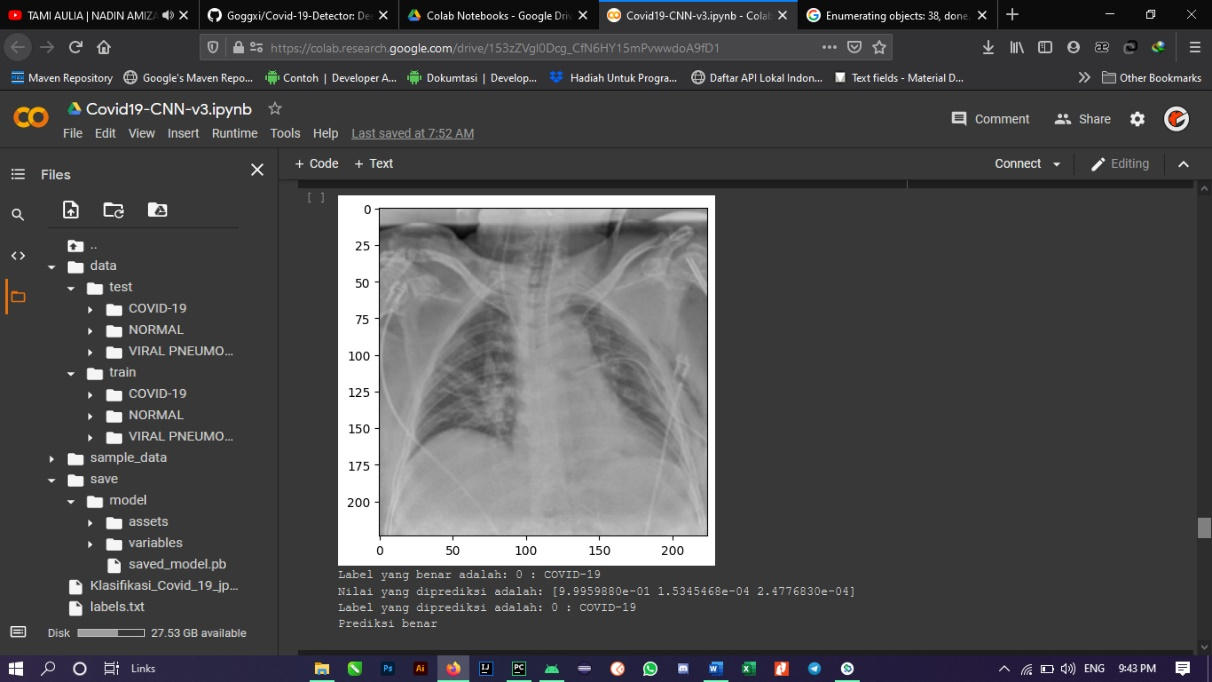 TAMI AULIA | NADIN AMIZA
Goggxi/Covid-19-Detector: De
Colab Notebooks - Google Driv
Covid19-CNN-v3.ipynb - Colab
Enumerating objects: 38, done.
https://colab.research.google.com/drive/153zZVgl0Dcg_CfN6HY15mPvwwdoA9fD1
Maven Repository
Google's Maven Repo...
Contoh | Developer A...
Dokumtasi | Develop...
Hadiah Untuk Progra...
Daftar API Lokal Indon...
Text fields - Material D...
Other Bookmarks
Covid19-CNN-v3.ipynb
File Edit View Insert Runtime Tools Help Last saved at 7:52 AM
Comment
Share
Files
+ Code + Text
Connect
Editing
..
data
test
COVID-19
NORMAL
VIRAL PNEUMO...
train
COVID-19
NORMAL
VIRAL PNEUMO...
sample_data
save
model
assets
variables
saved_model.pb
Klasifikasi_Covid_19_jp...
labels.txt
Disk 27.53 GB available
[ ]
0
25
50
75
100
125
150
175
200
0 50 100 150 200
Label yang benar adalah: 0 : COVID-19
Nilai yang diprediksi adalah: [9.9959880e-01 1.5345468e-04 2.4776830e-04]
Label yang diprediksi adalah: 0 : COVID-19
Prediksi benar
Links
Ps
Ai
IJ
PC
ENG
9:43 PM